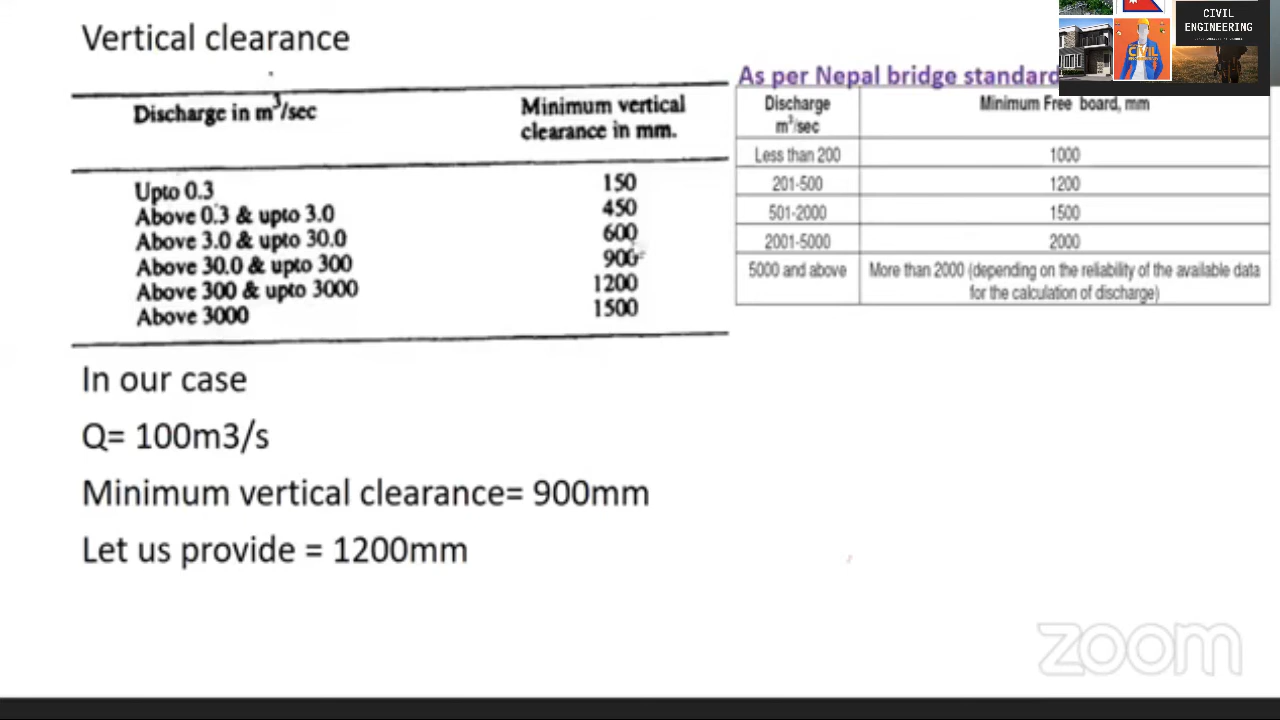 Vertical clearance
Discharge in m³/sec
Minimum vertical
clearance in mm.
Upto 0.3 150
Above 0.3 & upto 3.0 450
Above 3.0 & upto 30.0 600
Above 30.0 & upto 300 900
Above 300 & upto 3000 1200
Above 3000 1500
As per Nepal bridge standard
Discharge
m³/sec
Minimum Free board, mm
Less than 200 1000
201-500 1200
501-2000 1500
2001-5000 2000
5000 and above More than 2000 (depending on the reliability of the available data
for the calculation of discharge)
In our case
Q= 100m3/s
Minimum vertical clearance= 900mm
Let us provide = 1200mm
CIVIL
ENGINEERING
CIVIL
zoom